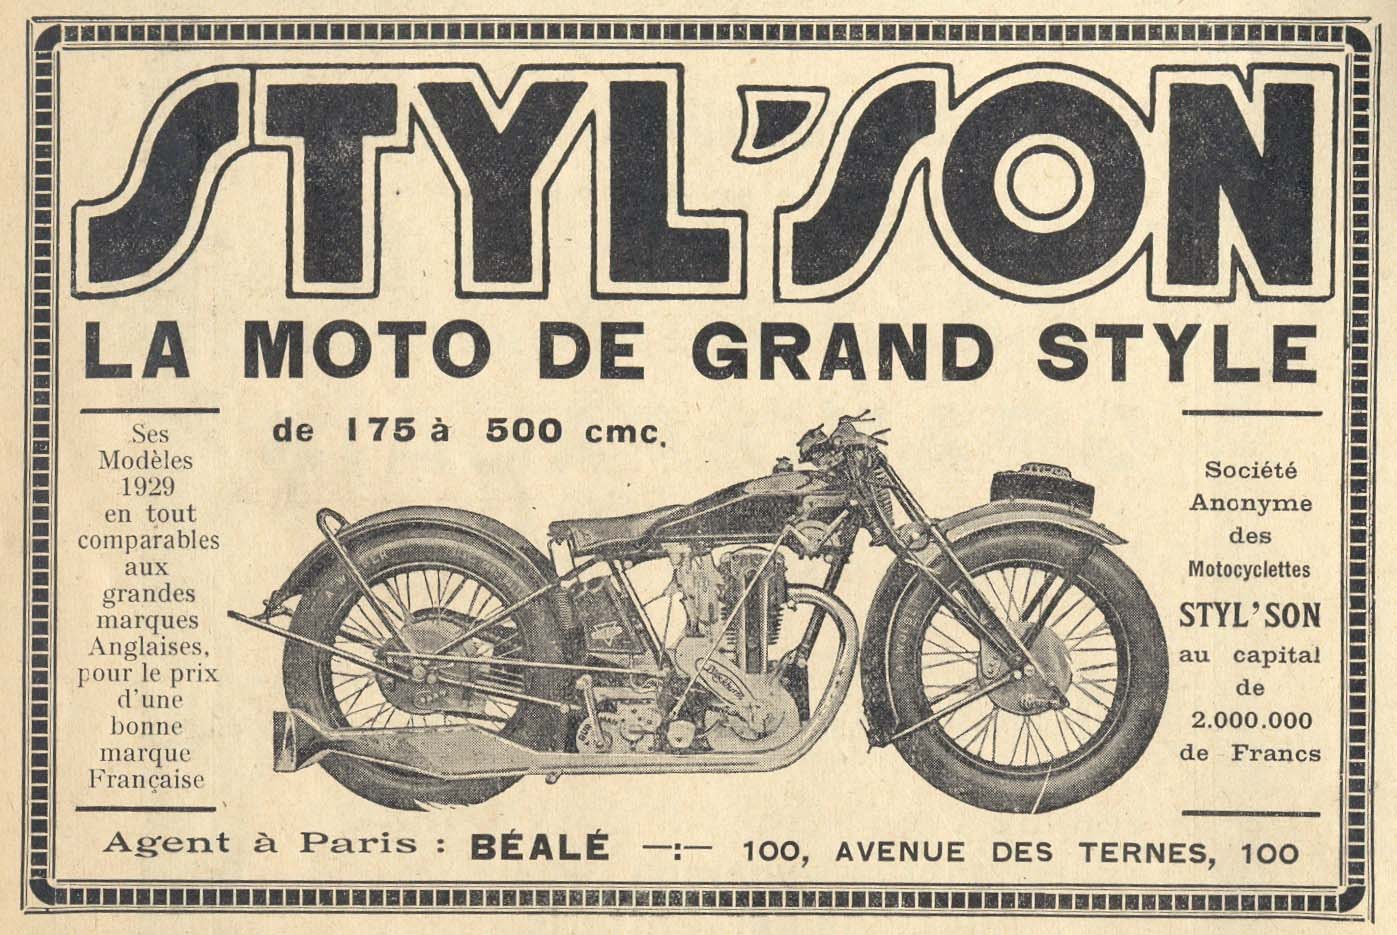 STYL'SON
LA MOTO DE GRAND STYLE
de 175 à 500 cmc.
Ses
Modèles
1929
en tout
comparables
aux
grandes
marques
Anglaises,
pour le prix
d'une
bonne
marque
Française
Société
Anonyme
des
Motocyclettes
STYL'SON
au capital
de
2.000.000
de Francs
Agent à Paris : BÉALÉ —:— 100, AVENUE DES TERNES, 100